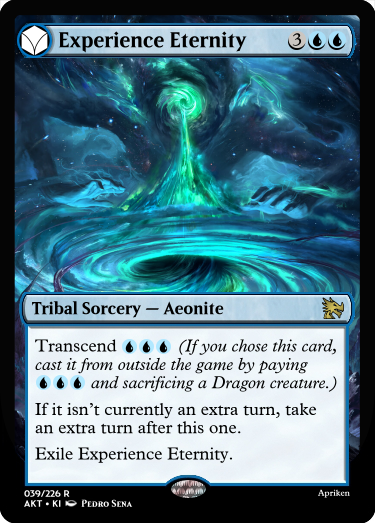 Experience Eternity 3
Tribal Sorcery — Aeonite
Transcend (If you chose this card,
cast it from outside the game by paying
and sacrificing a Dragon creature.)
If it isn't currently an extra turn, take
an extra turn after this one.
Exile Experience Eternity.
039/226 R
AKT • KI Pedro Sena
Apriken